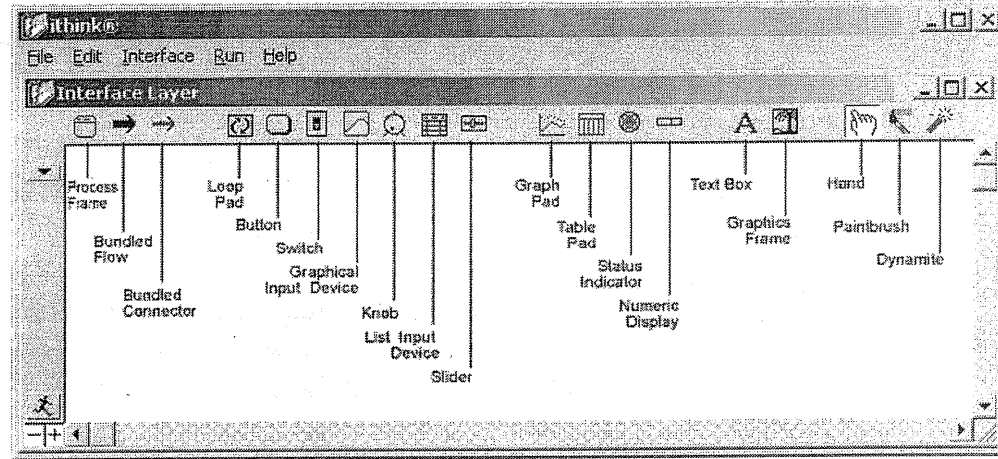 ithink®
File Edit Interface Run Help
Interface Layer
A
Process
Frame
Bundled
Flow
Bundled
Connector
Loop
Pad
Button
Switch
Graphical
Input Device
Knob
List Input
Device
Slider
Graph
Pad
Table
Pad
Status
Indicator
Numeric
Display
Text Box
Graphics
Frame
Hand
Paintbrush
Dynamite